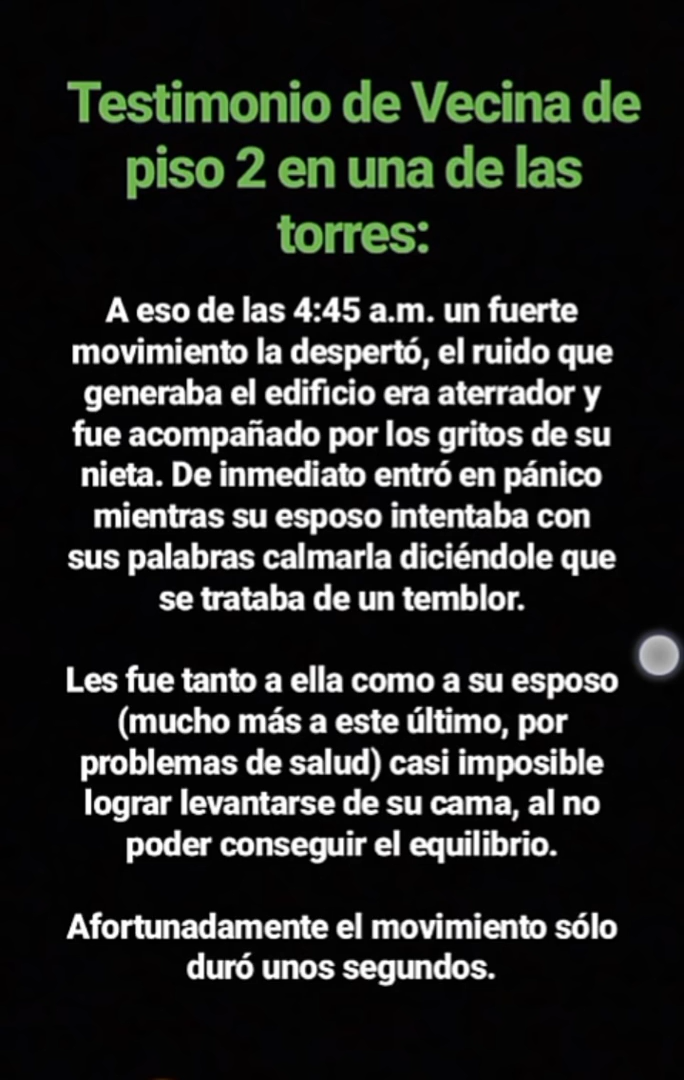 Testimonio de Vecina de
piso 2 en una de las
torres:
A eso de las 4:45 a.m. un fuerte
movimiento la despertó, el ruido que
generaba el edificio era aterrador y
fue acompañado por los gritos de su
nieta. De inmediato entró en pánico
mientras su esposo intentaba con
sus palabras calmarla diciéndole que
se trataba de un temblor.
Les fue tanto a ella como a su esposo
(mucho más a este último, por
problemas de salud) casi imposible
lograr levantarse de su cama, al no
poder conseguir el equilibrio.
Afortunadamente el movimiento sólo
duró unos segundos.